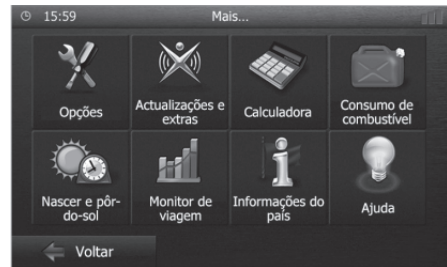 15:59 Mais...
Opções
Actualizações e
extras
Calculadora
Consumo de
combustível
Nascer e pôr-
do-sol
Monitor de
viagem
Informações do
país
Ajuda
Voltar